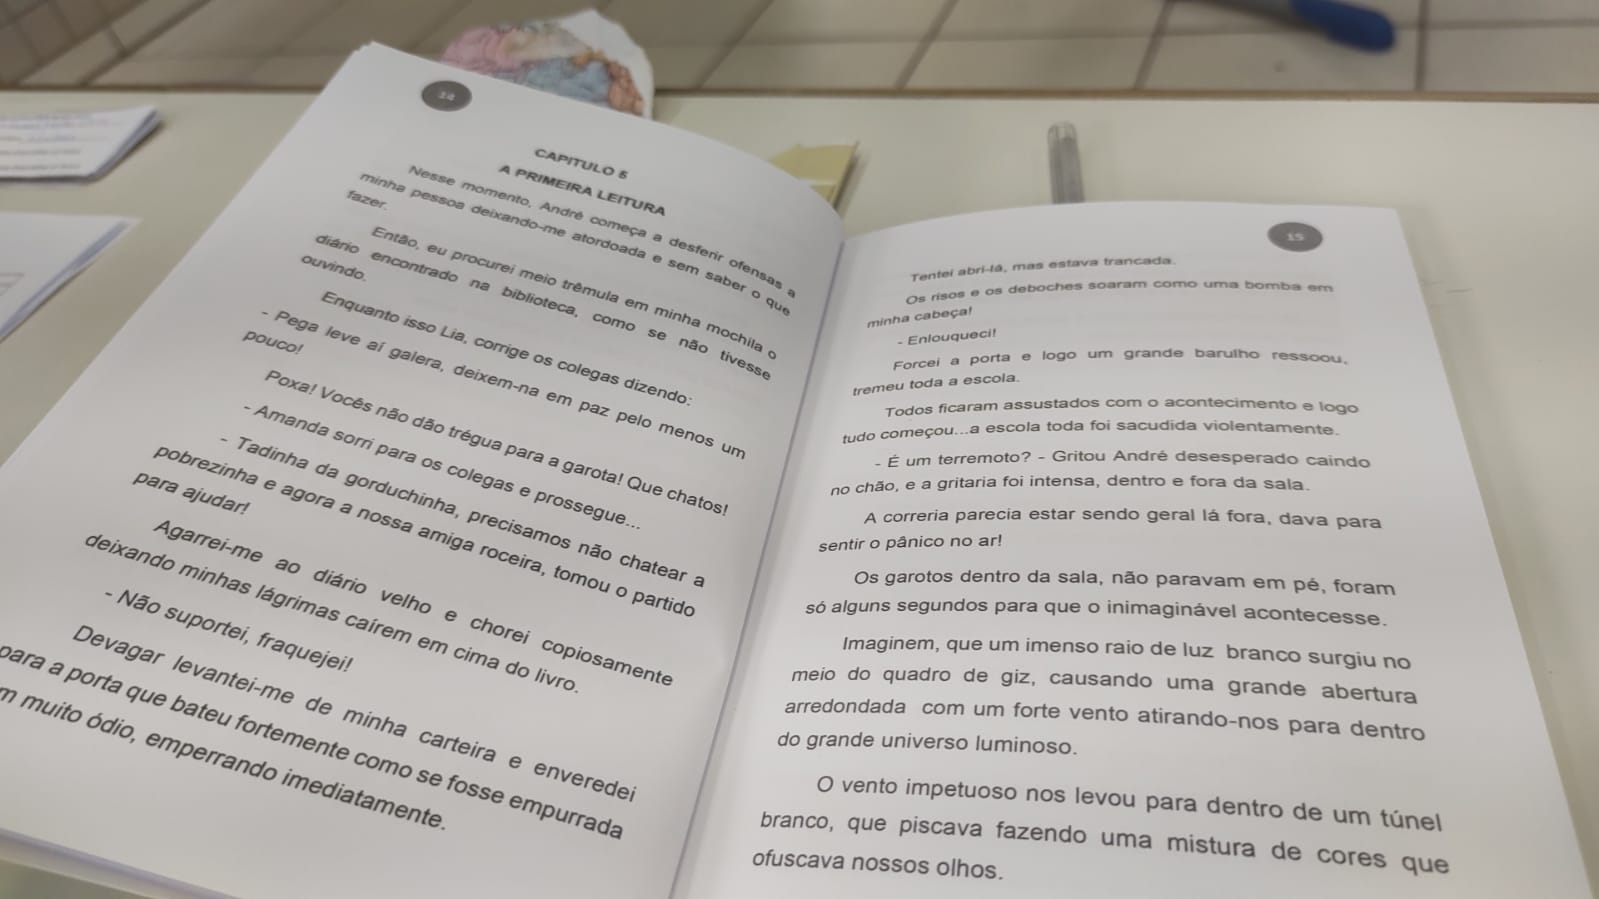 14
CAPITULO 5
A PRIMEIRA LEITURA
Nesse momento, André começa a desferir ofensas a
minha pessoa deixando-me atordoada e sem saber o que
fazer.
Então, eu procurei meio trêmula em minha mochila o
diário encontrado na biblioteca, como se não tivesse
ouvindo.
Enquanto isso Lia, corrige os colegas dizendo:
- Pega leve aí galera, deixem-na em paz pelo menos um
pouco!
Poxa! Vocês não dão trégua para a garota! Que chatos!
- Amanda sorri para os colegas e prossegue...
- Tadinha da gorduchinha, precisamos não chatear a
pobrezinha e agora a nossa amiga roceira, tomou o partido
para ajudar!
Agarrei-me ao diário velho e chorei copiosamente
deixando minhas lágrimas caírem em cima do livro.
- Não suportei, fraquejei!
Devagar levantei-me de minha carteira e enveredei
para a porta que bateu fortemente como se fosse empurrada
m muito ódio, emperrando imediatamente.
15
Tentei abri-lá, mas estava trancada.
Os risos e os deboches soaram como uma bomba em
minha cabeça!
- Enlouqueci!
Forcei a porta e logo um grande barulho ressoou,
tremeu toda a escola.
Todos ficaram assustados com o acontecimento e logo
tudo começou...a escola toda foi sacudida violentamente.
- É um terremoto? - Gritou André desesperado caindo
no chão, e a gritaria foi intensa, dentro e fora da sala.
A correria parecia estar sendo geral lá fora, dava para
sentir o pânico no ar!
Os garotos dentro da sala, não paravam em pé, foram
só alguns segundos para que o inimaginável acontecesse.
Imaginem, que um imenso raio de luz branco surgiu no
meio do quadro de giz, causando uma grande abertura
arredondada com um forte vento atirando-nos para dentro
do grande universo luminoso.
O vento impetuoso nos levou para dentro de um túnel
branco, que piscava fazendo uma mistura de cores que
ofuscava nossos olhos.